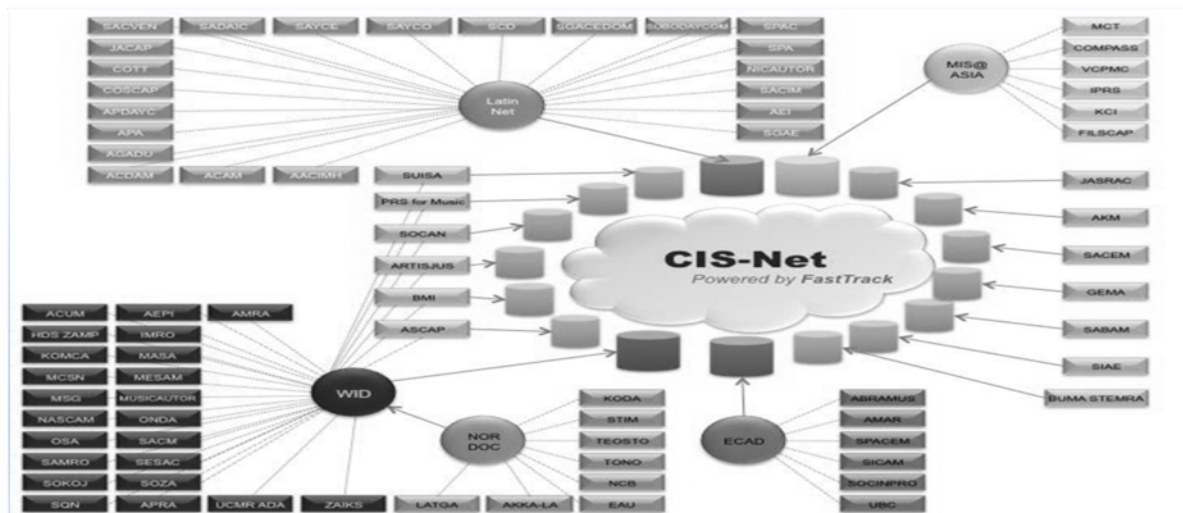 SACVEN
SADAIC
SAYCE
SAYCO
SCD
SGACEDOM
SOBODAYCOM
SPAC
JACAP
COTT
COSCAP
APDAYC
APA
AGADU
ACDAM
ACAM
AACIMH
SPA
NICAUTOR
SACIM
AEI
SGAE
Latin
Net
MIS@
ASIA
MCT
COMPASS
VCPMC
IPRS
KCI
FILSCAP
SUISA
PRS for Music
SOCAN
ARTISJUS
BMI
ASCAP
CIS-Net
Powered by FastTrack
JASRAC
AKM
SACEM
GEMA
SABAM
SIAE
BUMA STEMRA
ACUM
AEPI
AMRA
HDS ZAMP
IMRO
KOMCA
MASA
MCSN
MESAM
MSG
MUSICAUTOR
NASCAM
ONDA
OSA
SACM
SAMRO
SESAC
SOKOJ
SOZA
SQN
APRA
UCMR ADA
ZAIKS
WID
NOR
DOC
KODA
STIM
TEOSTO
TONO
NCB
EAU
LATGA
AKKA-LA
ECAD
ABRAMUS
AMAR
SPACEM
SICAM
SOCINPRO
UBC